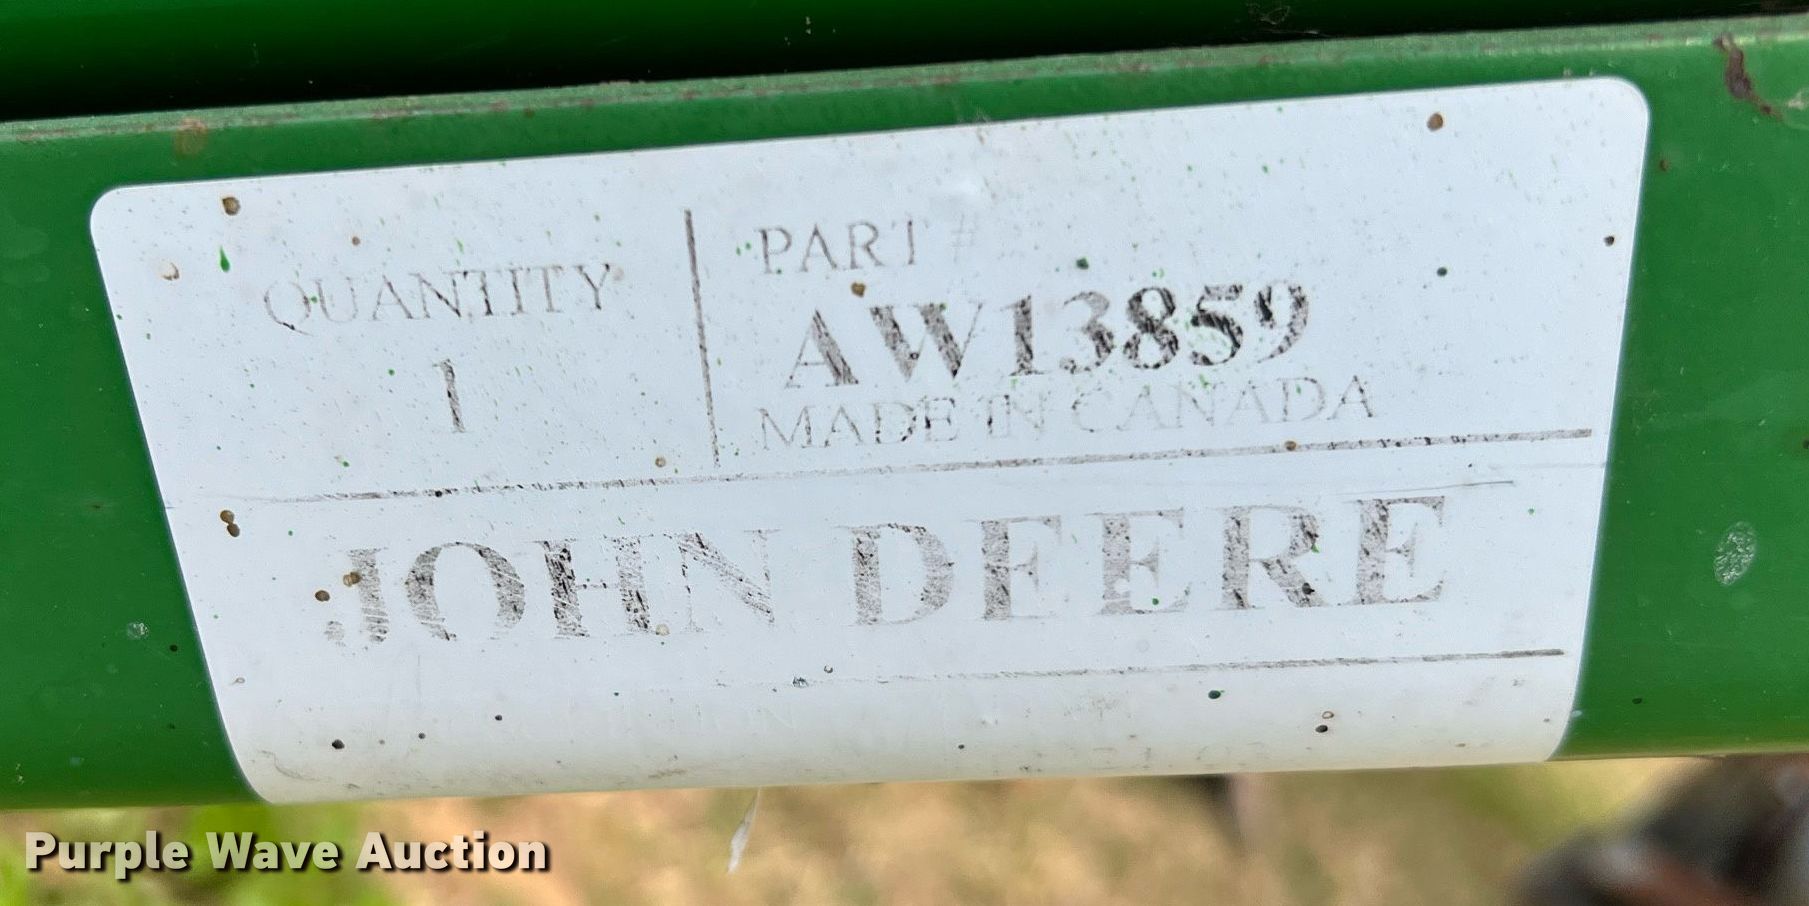 QUANTITY
1
PART #
AW13859
MADE IN CANADA
JOHN DEERE
Purple Wave Auction